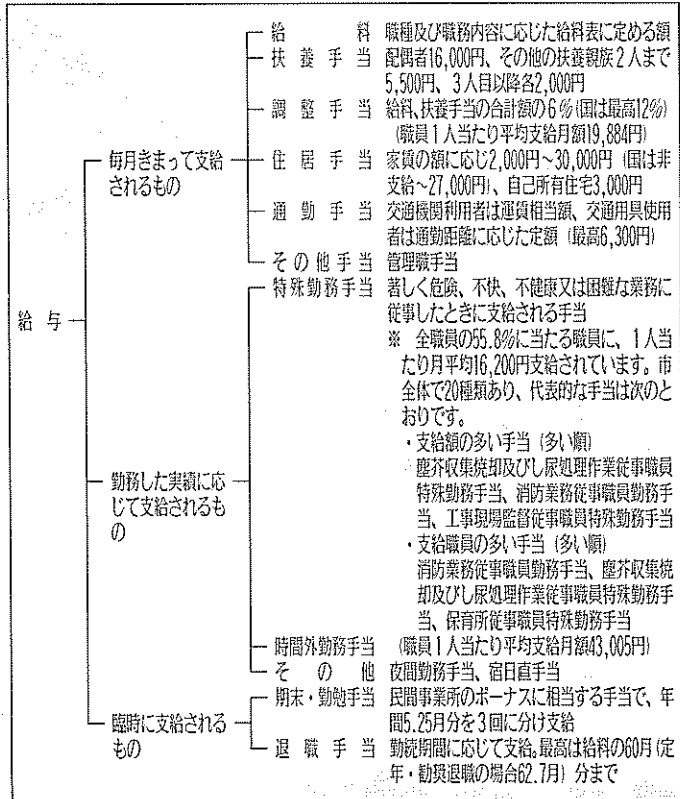 給与
毎月きまって支給
されるもの
給料 職種及び職務内容に応じた給料表に定める額
扶養手当 配偶者16,000円、その他の扶養親族2人まで
5,500円、3人目以降各2,000円
調整手当 給料、扶養手当の合計額の6%(国は最高12%)
(職員1人当たり平均支給月額19,884円)
住居手当 家賃の額に応じ2,000円～30,000円(国は非
支給～27,000円)、自己所有住宅3,000円
通勤手当 交通機関利用者は運賃相当額、交通用具使用
者は通勤距離に応じた定額(最高6,300円)
その他手当 管理職手当
勤務した実績に応
じて支給されるも
の
特殊勤務手当 著しく危険、不快、不健康又は困難な業務に
従事したときに支給される手当
※ 全職員の55.8%に当たる職員に、1人当
たり月平均16,200円支給されています。市
全体で20種類あり、代表的な手当は次のと
おりです。
・支給額の多い手当(多い順)
塵芥収集焼却及びし尿処理作業従事職員
特殊勤務手当、消防業務従事職員勤務手
当、工事現場監督従事職員特殊勤務手当
・支給職員の多い手当(多い順)
消防業務従事職員勤務手当、塵芥収集焼
却及びし尿処理作業従事職員特殊勤務手
当、保育所従事職員特殊勤務手当
時間外勤務手当 (職員1人当たり平均支給月額43,005円)
その他 夜間勤務手当、宿日直手当
臨時に支給される
もの
期末・勤勉手当 民間事業所のボーナスに相当する手当で、年
間5.25月分を3回に分け支給
退職手当 勤続期間に応じて支給。最高は給料の60月(定
年・勧奨退職の場合62.7月)分まで